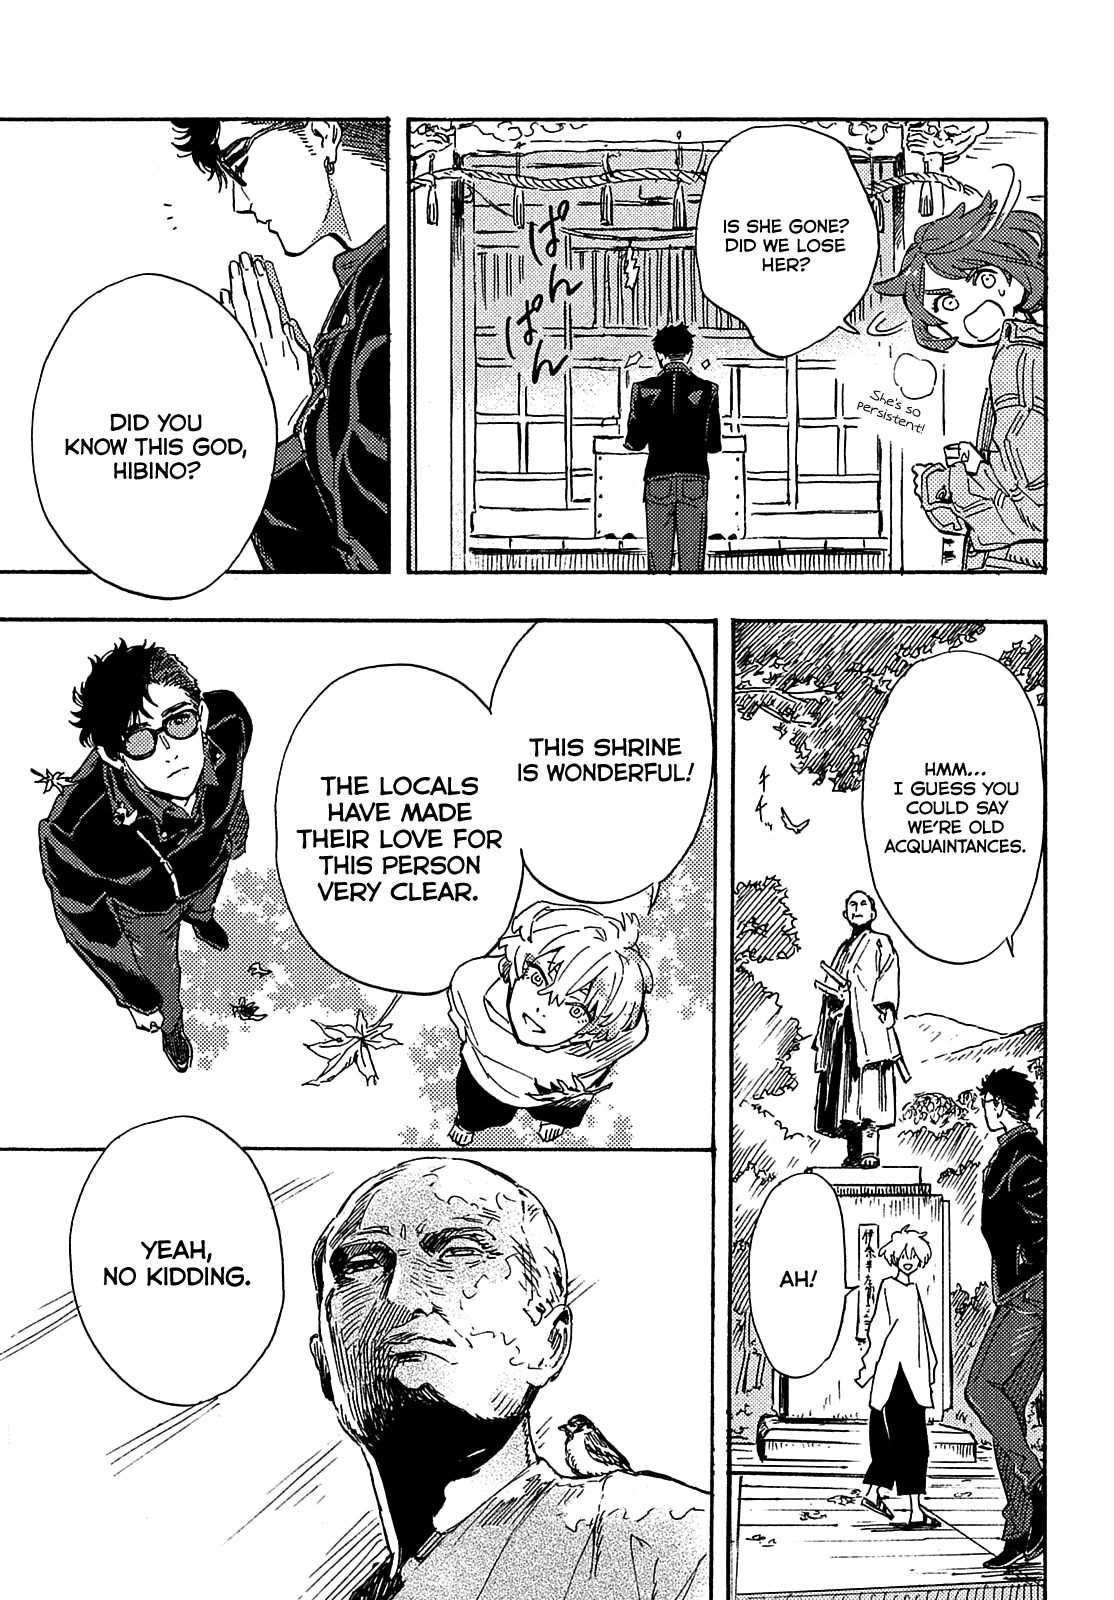 IS SHE GONE?
DID WE LOSE
HER?
She's so
persistent!
ぱん
ぱん
DID YOU
KNOW THIS GOD,
HIBINO?
HMM...
I GUESS YOU
COULD SAY
WE'RE OLD
ACQUAINTANCES.
チチ
AH!
THIS SHRINE
IS WONDERFUL!
THE LOCALS
HAVE MADE
THEIR LOVE FOR
THIS PERSON
VERY CLEAR.
YEAH,
NO KIDDING.